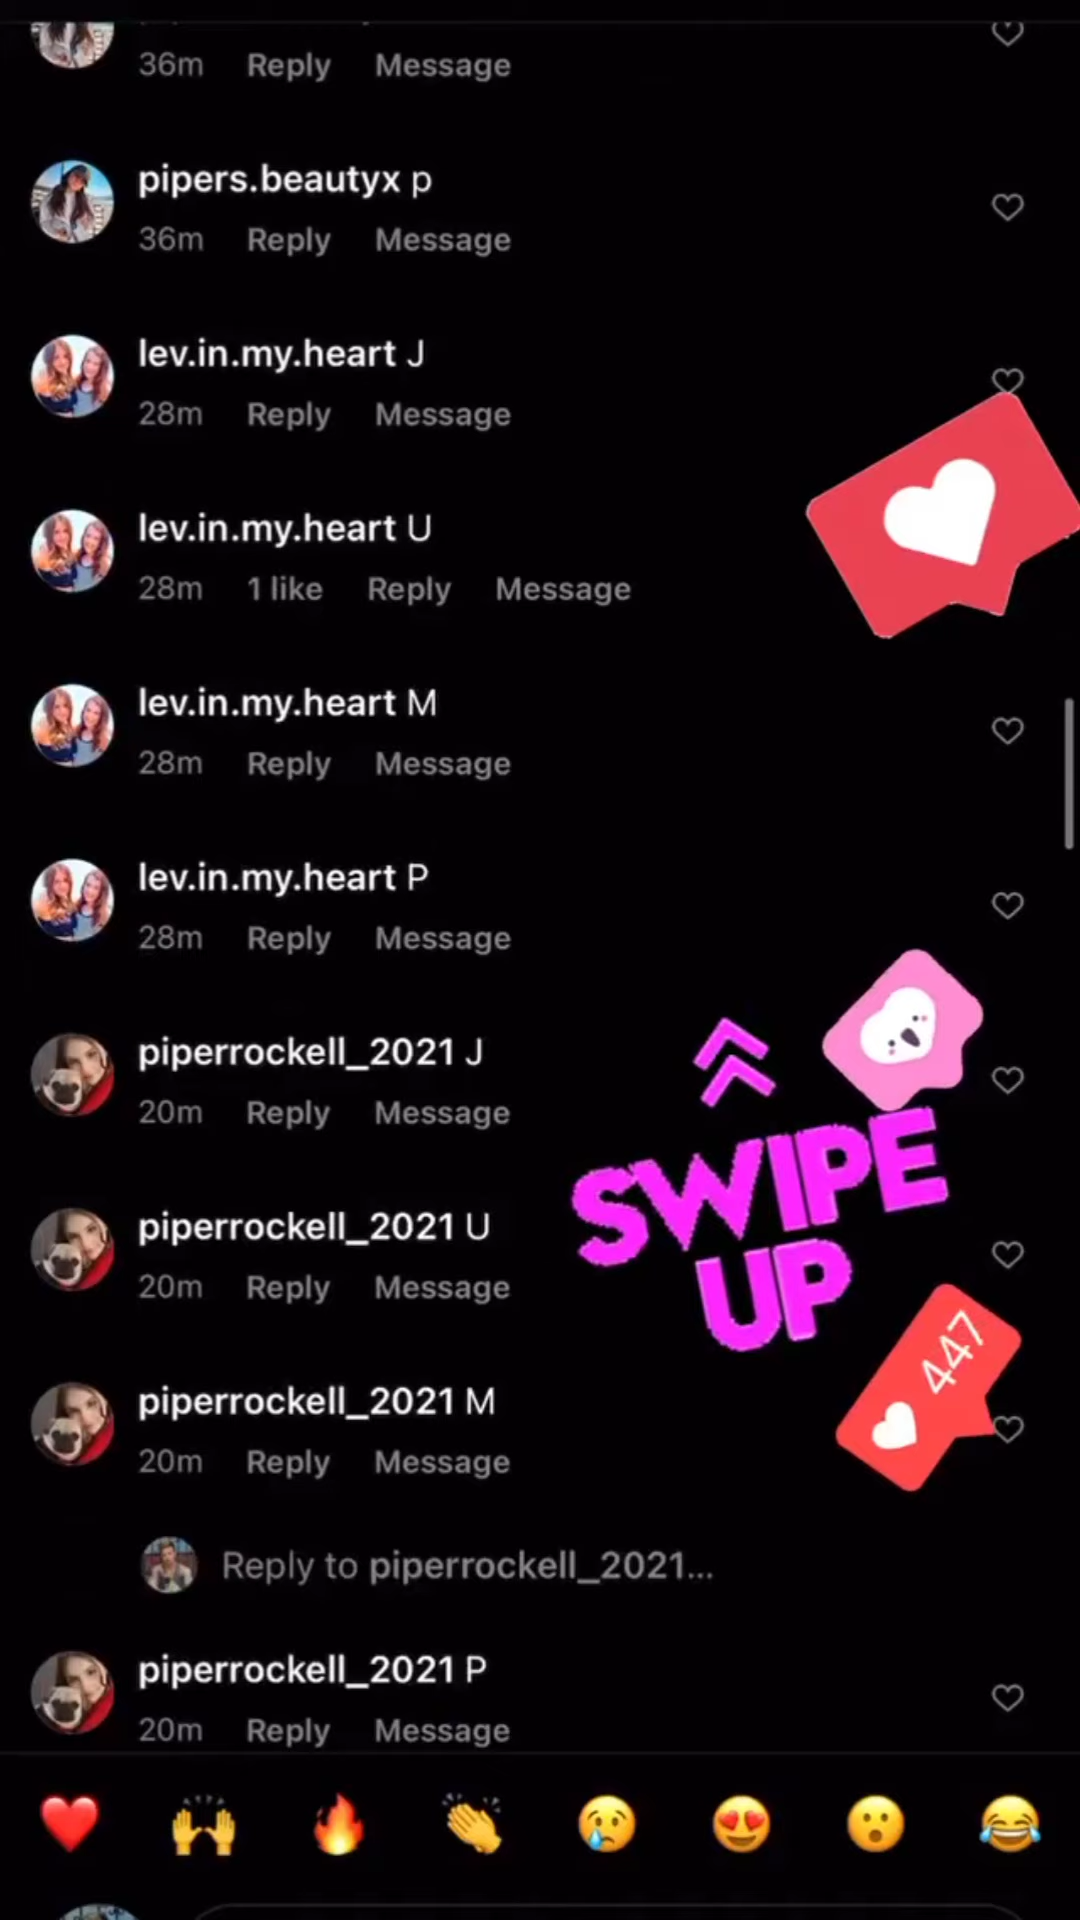 36m Reply Message
pipers.beautyx p
36m Reply Message
lev.in.my.heart J
28m Reply Message
lev.in.my.heart U
28m 1 like Reply Message
lev.in.my.heart M
28m Reply Message
lev.in.my.heart P
28m Reply Message
piperrockell_2021 J
20m Reply Message
SWIPE
UP
piperrockell_2021 U
20m Reply Message
447
piperrockell_2021 M
20m Reply Message
Reply to piperrockell_2021...
piperrockell_2021 P
20m Reply Message